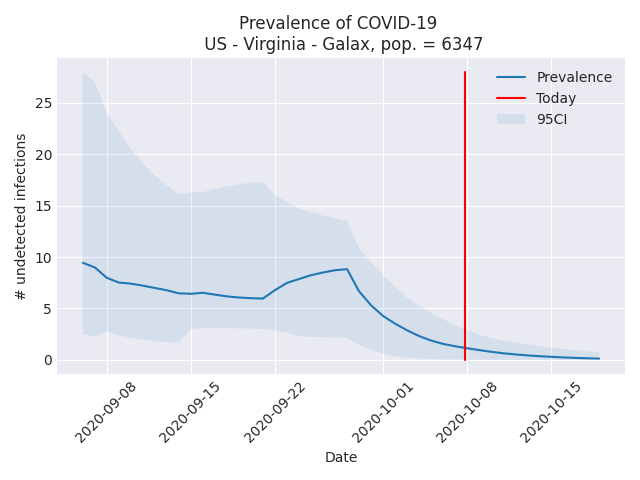 Prevalence of COVID-19
US - Virginia - Galax, pop. = 6347
Prevalence
Today
95CI
# undetected infections
25
20
15
10
5
0
2020-09-08
2020-09-15
2020-09-22
2020-10-01
2020-10-08
2020-10-15
Date